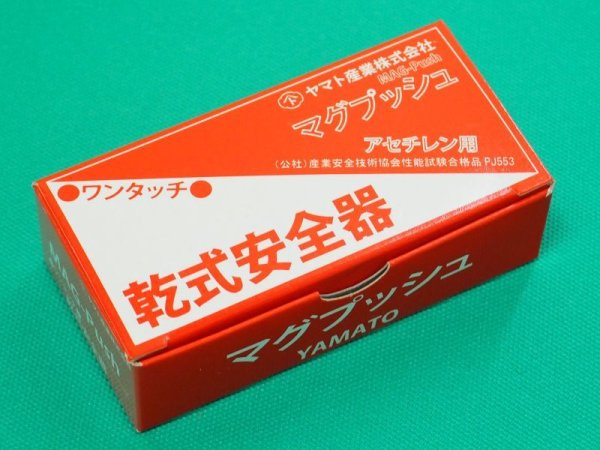 ヤマト産業株式会社
MAG-Push
マグプッシュ
アセチレン用
(公社)産業安全技術協会性能試験合格品 PJ553
●ワンタッチ●
乾式安全器
マグプッシュ
YAMATO
MAG-Push